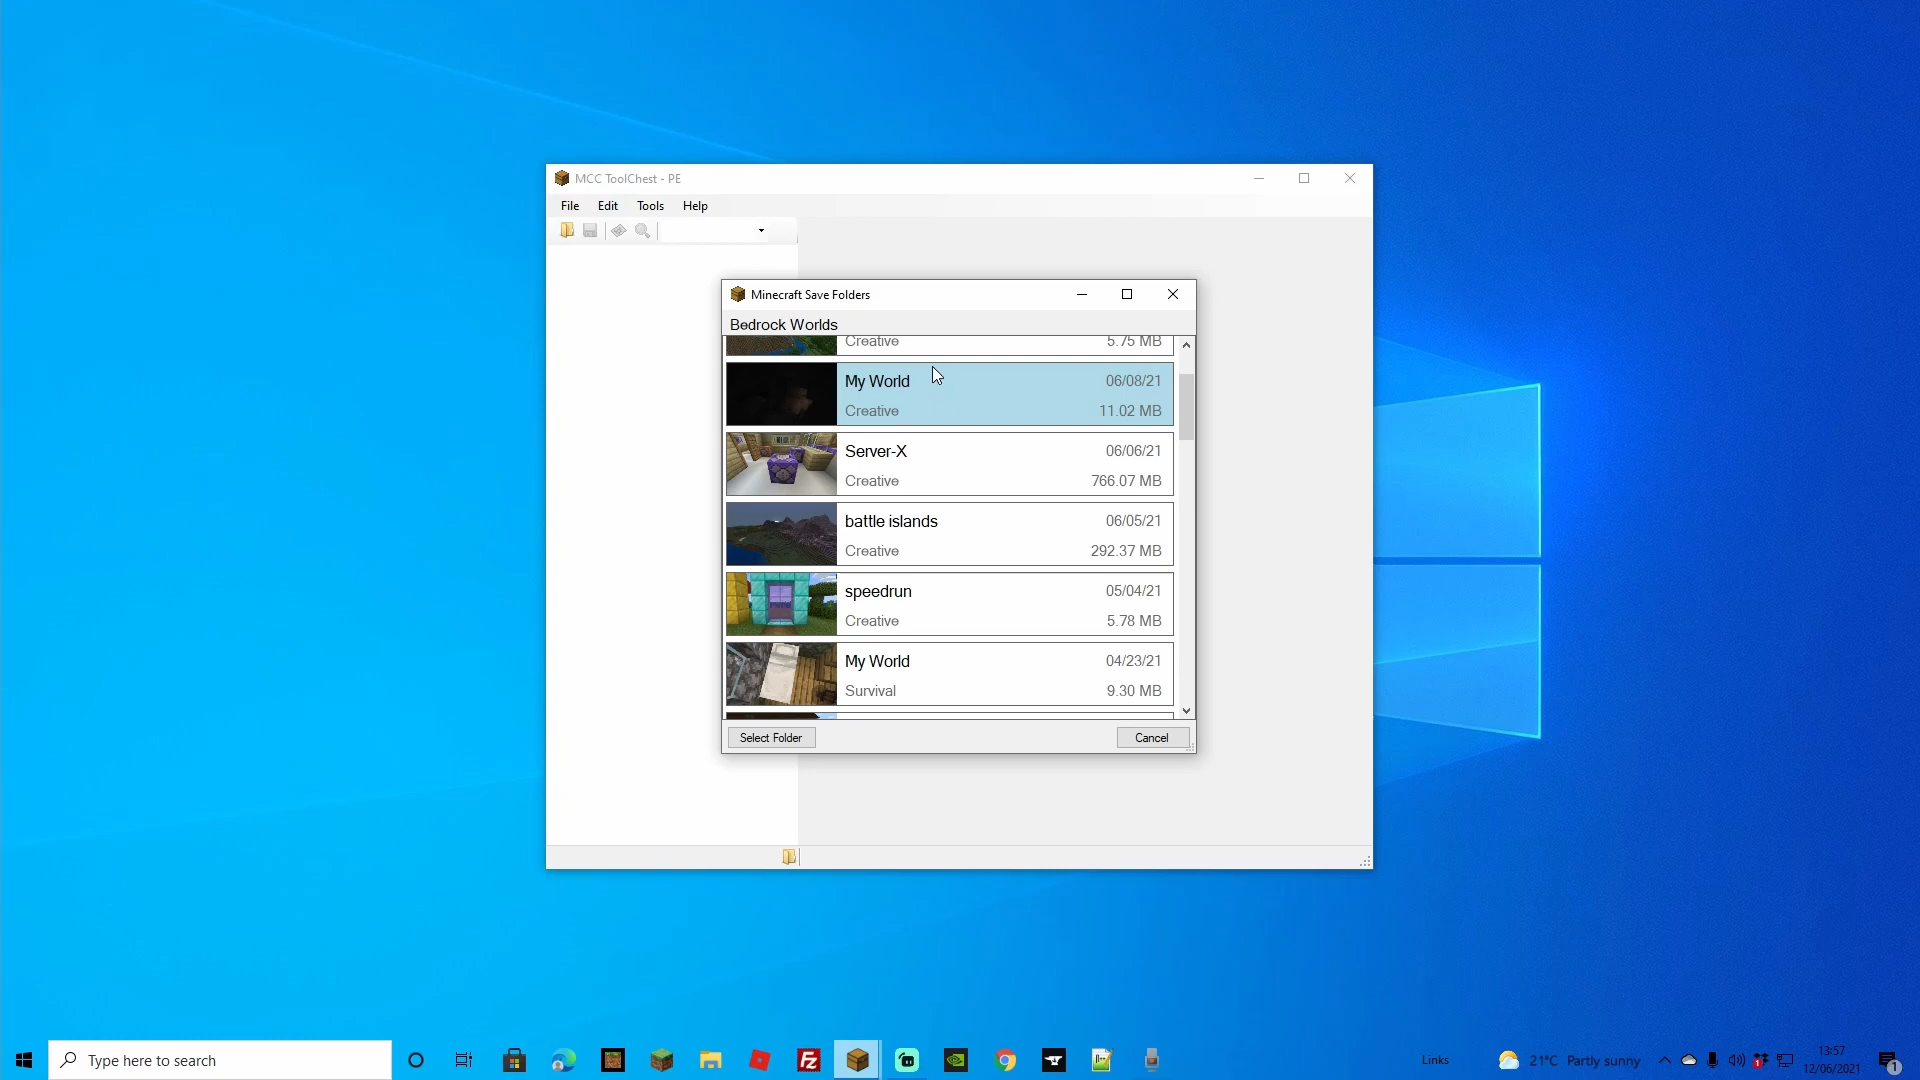 MCC ToolChest - PE
File Edit Tools Help
Minecraft Save Folders
Bedrock Worlds
Creative 5.75 MB
My World 06/08/21
Creative 11.02 MB
Server-X 06/06/21
Creative 766.07 MB
battle islands 06/05/21
Creative 292.37 MB
speedrun 05/04/21
Creative 5.78 MB
My World 04/23/21
Survival 9.30 MB
Select Folder Cancel
Type here to search
Links
21°C Partly sunny
13:57
12/06/2021